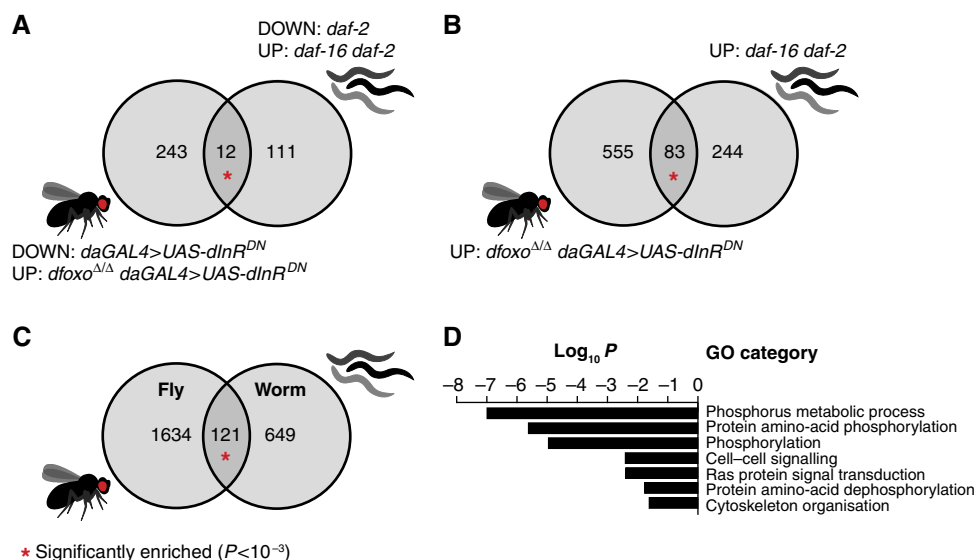 A
DOWN: daf-2
UP: daf-16 daf-2
243 12 111
*
DOWN: daGAL4>UAS-dInR^DN
UP: dfoxo^Δ/Δ daGAL4>UAS-dInR^DN
B
UP: daf-16 daf-2
555 83 244
*
UP: dfoxo^Δ/Δ daGAL4>UAS-dInR^DN
C
Fly Worm
1634 121 649
*
* Significantly enriched (P<10⁻³)
D
Log₁₀ P GO category
−8 −7 −6 −5 −4 −3 −2 −1 0
Phosphorus metabolic process
Protein amino-acid phosphorylation
Phosphorylation
Cell–cell signalling
Ras protein signal transduction
Protein amino-acid dephosphorylation
Cytoskeleton organisation